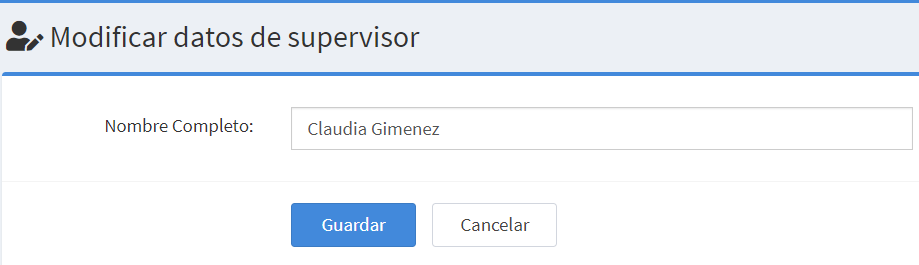 Modificar datos de supervisor
Nombre Completo: Claudia Gimenez
Guardar Cancelar